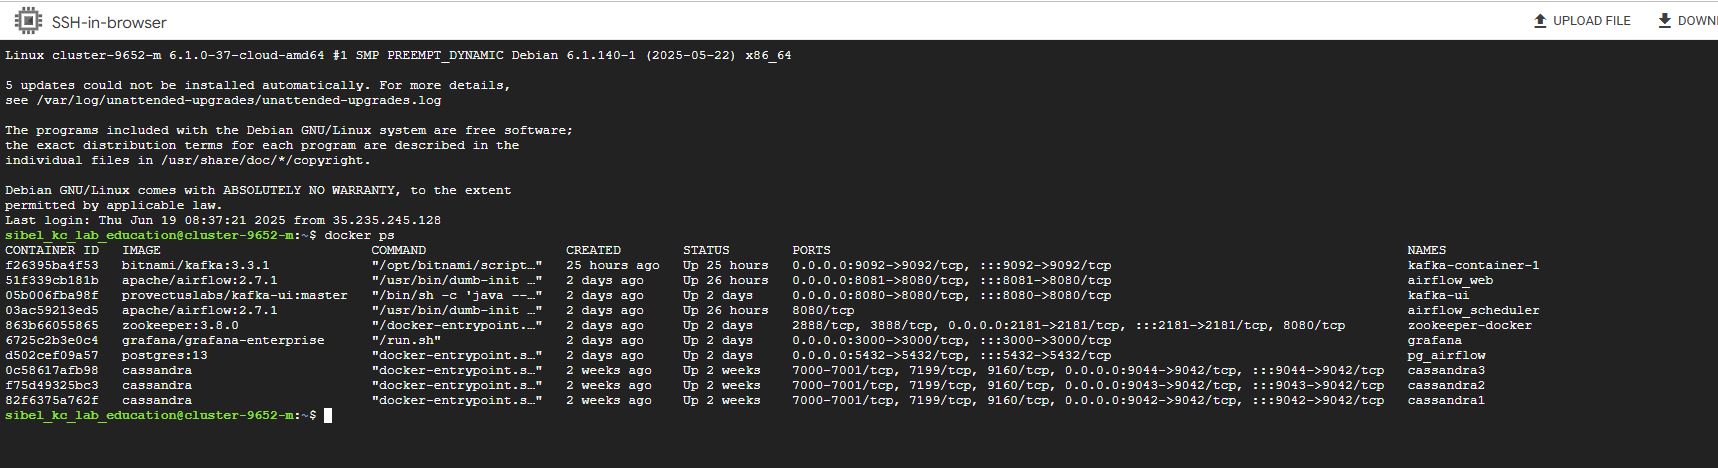 SSH-in-browser
UPLOAD FILE
DOWN
Linux cluster-9652-m 6.1.0-37-cloud-amd64 #1 SMP PREEMPT_DYNAMIC Debian 6.1.140-1 (2025-05-22) x86_64
5 updates could not be installed automatically. For more details,
see /var/log/unattended-upgrades/unattended-upgrades.log
The programs included with the Debian GNU/Linux system are free software;
the exact distribution terms for each program are described in the
individual files in /usr/share/doc/*/copyright.
Debian GNU/Linux comes with ABSOLUTELY NO WARRANTY, to the extent
permitted by applicable law.
Last login: Thu Jun 19 08:37:21 2025 from 35.235.245.128
sibel_kc_lab_education@cluster-9652-m:~$ docker ps
CONTAINER ID   IMAGE                             COMMAND                  CREATED        STATUS        PORTS                                                                          NAMES
f26395ba4f53   bitnami/kafka:3.3.1               "/opt/bitnami/script…"   25 hours ago   Up 25 hours   0.0.0.0:9092->9092/tcp, :::9092->9092/tcp                                      kafka-container-1
51f339cb181b   apache/airflow:2.7.1              "/usr/bin/dumb-init …"   2 days ago     Up 26 hours   0.0.0.0:8081->8080/tcp, :::8081->8080/tcp                                      airflow_web
05b006fba98f   provectuslabs/kafka-ui:master     "/bin/sh -c 'java --…"   2 days ago     Up 2 days     0.0.0.0:8080->8080/tcp, :::8080->8080/tcp                                      kafka-ui
03ac59213ed5   apache/airflow:2.7.1              "/usr/bin/dumb-init …"   2 days ago     Up 26 hours   8080/tcp                                                                       airflow_scheduler
863b66055865   zookeeper:3.8.0                   "/docker-entrypoint.…"   2 days ago     Up 2 days     2888/tcp, 3888/tcp, 0.0.0.0:2181->2181/tcp, :::2181->2181/tcp, 8080/tcp        zookeeper-docker
6725c2b3e0c4   grafana/grafana-enterprise        "/run.sh"                2 days ago     Up 2 days     0.0.0.0:3000->3000/tcp, :::3000->3000/tcp                                      grafana
d502cef09a57   postgres:13                       "docker-entrypoint.s…"   2 days ago     Up 2 days     0.0.0.0:5432->5432/tcp, :::5432->5432/tcp                                      pg_airflow
0c58617afb98   cassandra                         "docker-entrypoint.s…"   2 weeks ago    Up 2 weeks    7000-7001/tcp, 7199/tcp, 9160/tcp, 0.0.0.0:9044->9042/tcp, :::9044->9042/tcp   cassandra3
f75d49325bc3   cassandra                         "docker-entrypoint.s…"   2 weeks ago    Up 2 weeks    7000-7001/tcp, 7199/tcp, 9160/tcp, 0.0.0.0:9043->9042/tcp, :::9043->9042/tcp   cassandra2
82f6375a762f   cassandra                         "docker-entrypoint.s…"   2 weeks ago    Up 2 weeks    7000-7001/tcp, 7199/tcp, 9160/tcp, 0.0.0.0:9042->9042/tcp, :::9042->9042/tcp   cassandra1
sibel_kc_lab_education@cluster-9652-m:~$